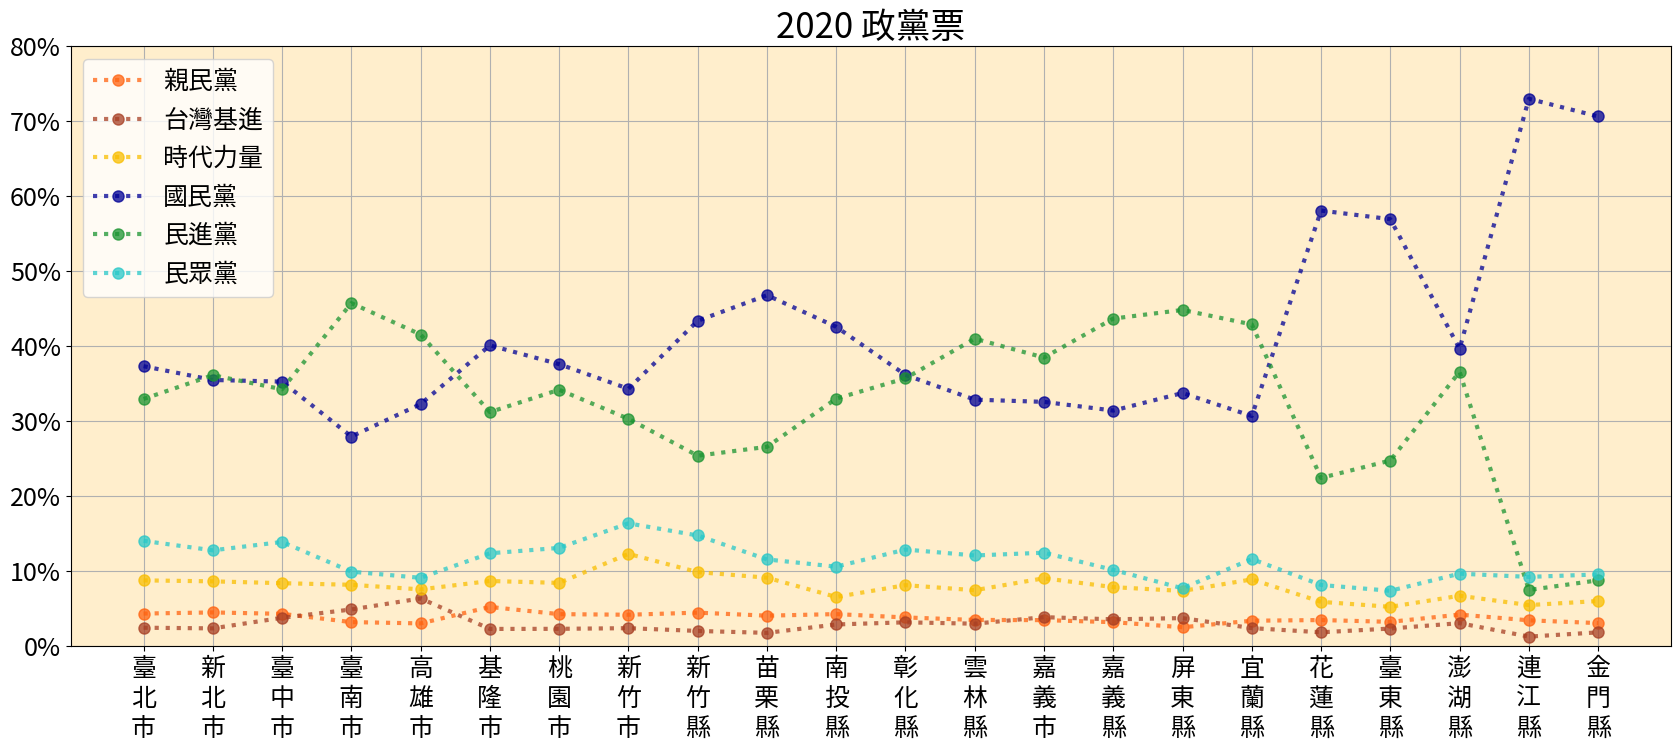 2020 政黨票
80%
70%
60%
50%
40%
30%
20%
10%
0%
親民黨
台灣基進
時代力量
國民黨
民進黨
民眾黨
臺北市
新北市
臺中市
臺南市
高雄市
基隆市
桃園市
新竹市
新竹縣
苗栗縣
南投縣
彰化縣
雲林縣
嘉義市
嘉義縣
屏東縣
宜蘭縣
花蓮縣
臺東縣
澎湖縣
連江縣
金門縣